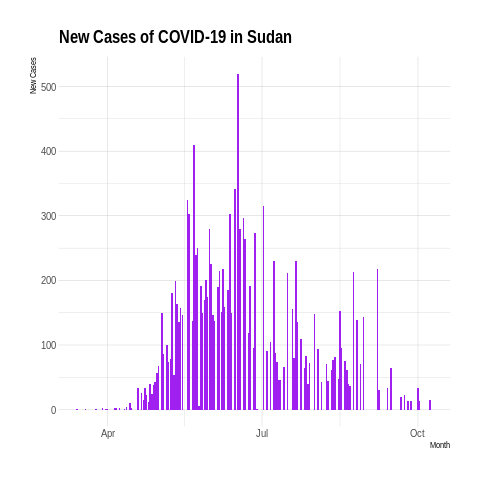 New Cases of COVID-19 in Sudan
New Cases
500
400
300
200
100
0
Apr
Jul
Oct
Month